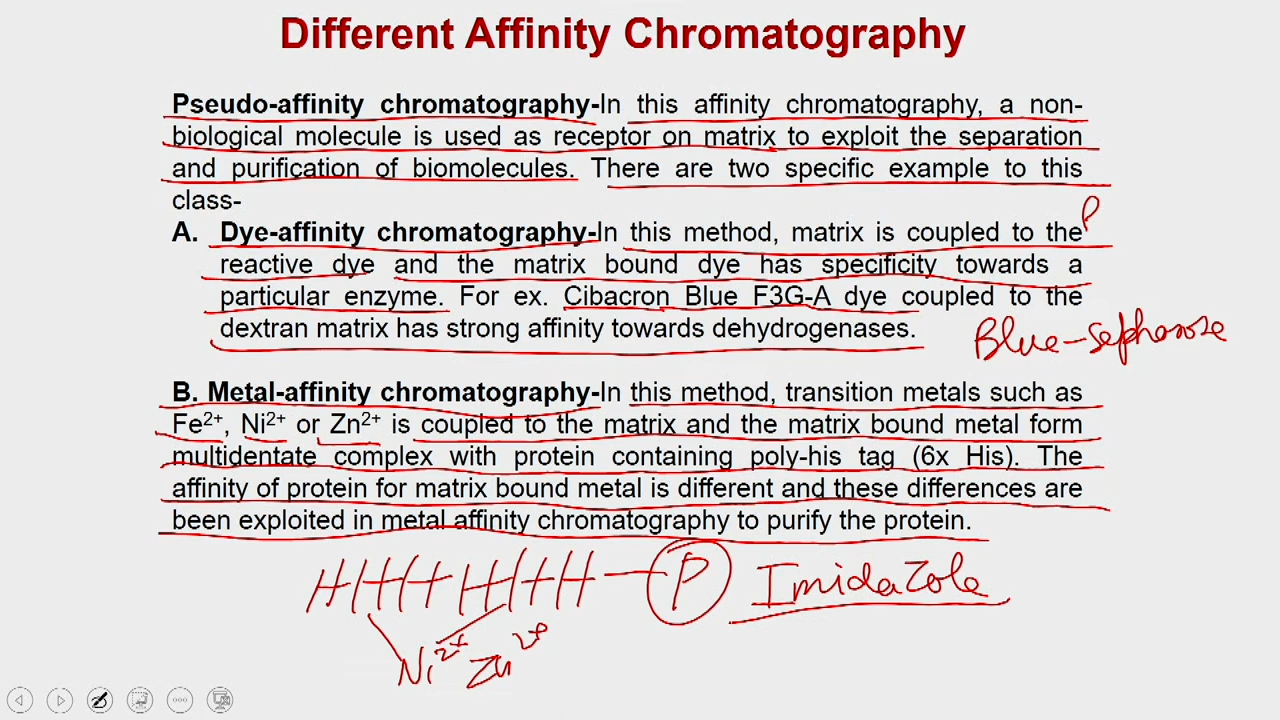 Different Affinity Chromatography
Pseudo-affinity chromatography-In this affinity chromatography, a non-
biological molecule is used as receptor on matrix to exploit the separation
and purification of biomolecules. There are two specific example to this
class-
P
A. Dye-affinity chromatography-In this method, matrix is coupled to the
reactive dye and the matrix bound dye has specificity towards a
particular enzyme. For ex. Cibacron Blue F3G-A dye coupled to the
dextran matrix has strong affinity towards dehydrogenases.
Blue-sepharose
B. Metal-affinity chromatography-In this method, transition metals such as
Fe2+, Ni2+ or Zn2+ is coupled to the matrix and the matrix bound metal form
multidentate complex with protein containing poly-his tag (6x His). The
affinity of protein for matrix bound metal is different and these differences are
been exploited in metal affinity chromatography to purify the protein.
HHHHHH-P Imidazole
Ni2+ Zn2+